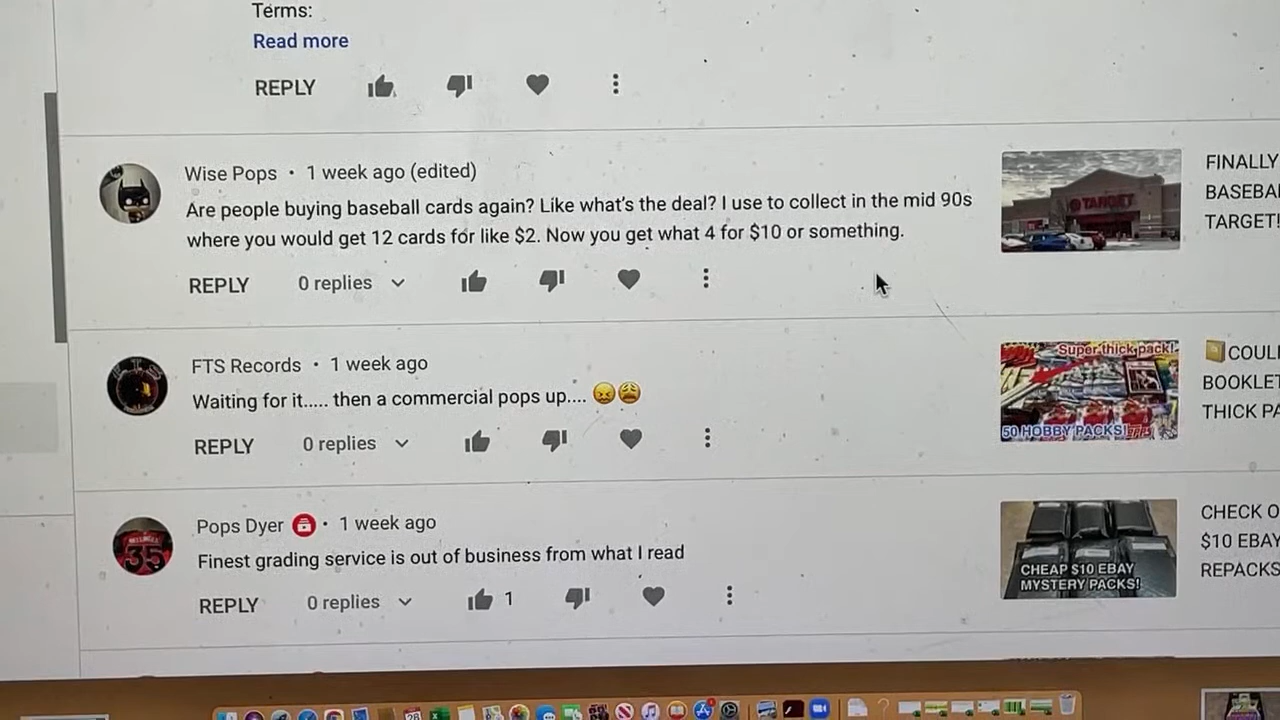 Terms:
Read more
REPLY
Wise Pops • 1 week ago (edited)
Are people buying baseball cards again? Like what's the deal? I use to collect in the mid 90s
where you would get 12 cards for like $2. Now you get what 4 for $10 or something.
REPLY 0 replies
TARGET
FINALLY
BASEBA
TARGET!
FTS Records • 1 week ago
Waiting for it..... then a commercial pops up.... 😖😩
REPLY 0 replies
Super thick pack!
50 HOBBY PACKS!
📔COUL
BOOKLET
THICK PA
Pops Dyer • 1 week ago
Finest grading service is out of business from what I read
REPLY 0 replies 1
35
CHEAP $10 EBAY
MYSTERY PACKS!
CHECK O
$10 EBAY
REPACKS
28